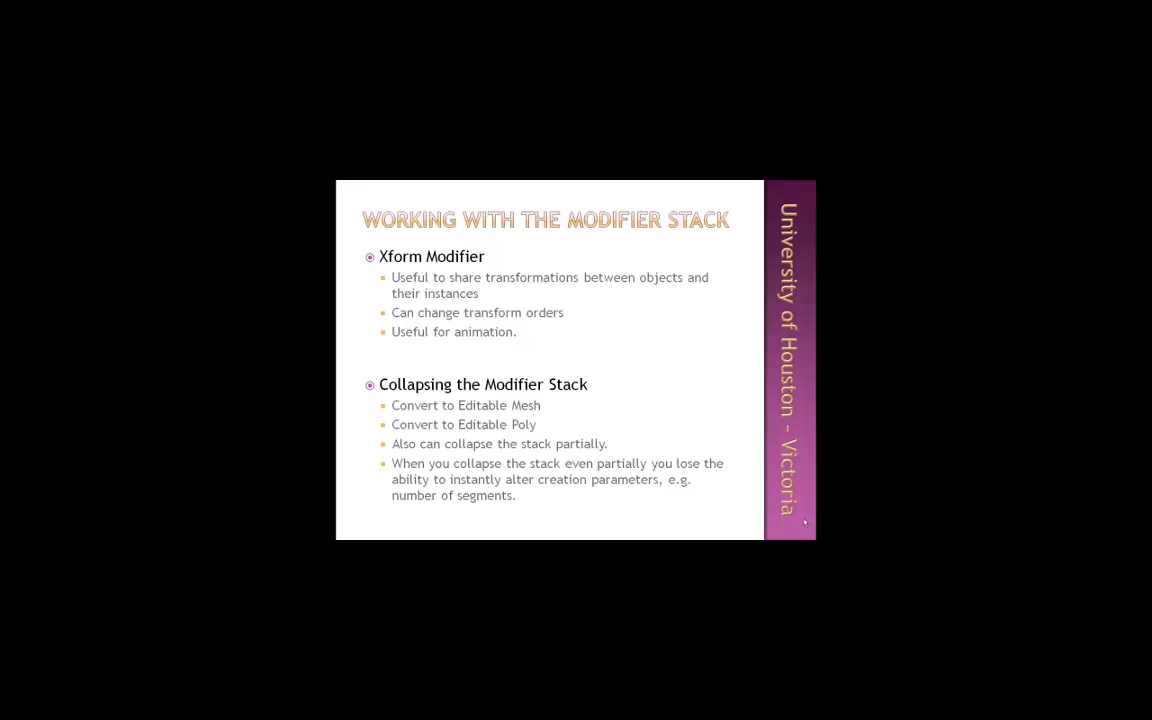 WORKING WITH THE MODIFIER STACK
Xform Modifier
Useful to share transformations between objects and
their instances
Can change transform orders
Useful for animation.
Collapsing the Modifier Stack
Convert to Editable Mesh
Convert to Editable Poly
Also can collapse the stack partially.
When you collapse the stack even partially you lose the
ability to instantly alter creation parameters, e.g.
number of segments.
University of Houston - Victoria